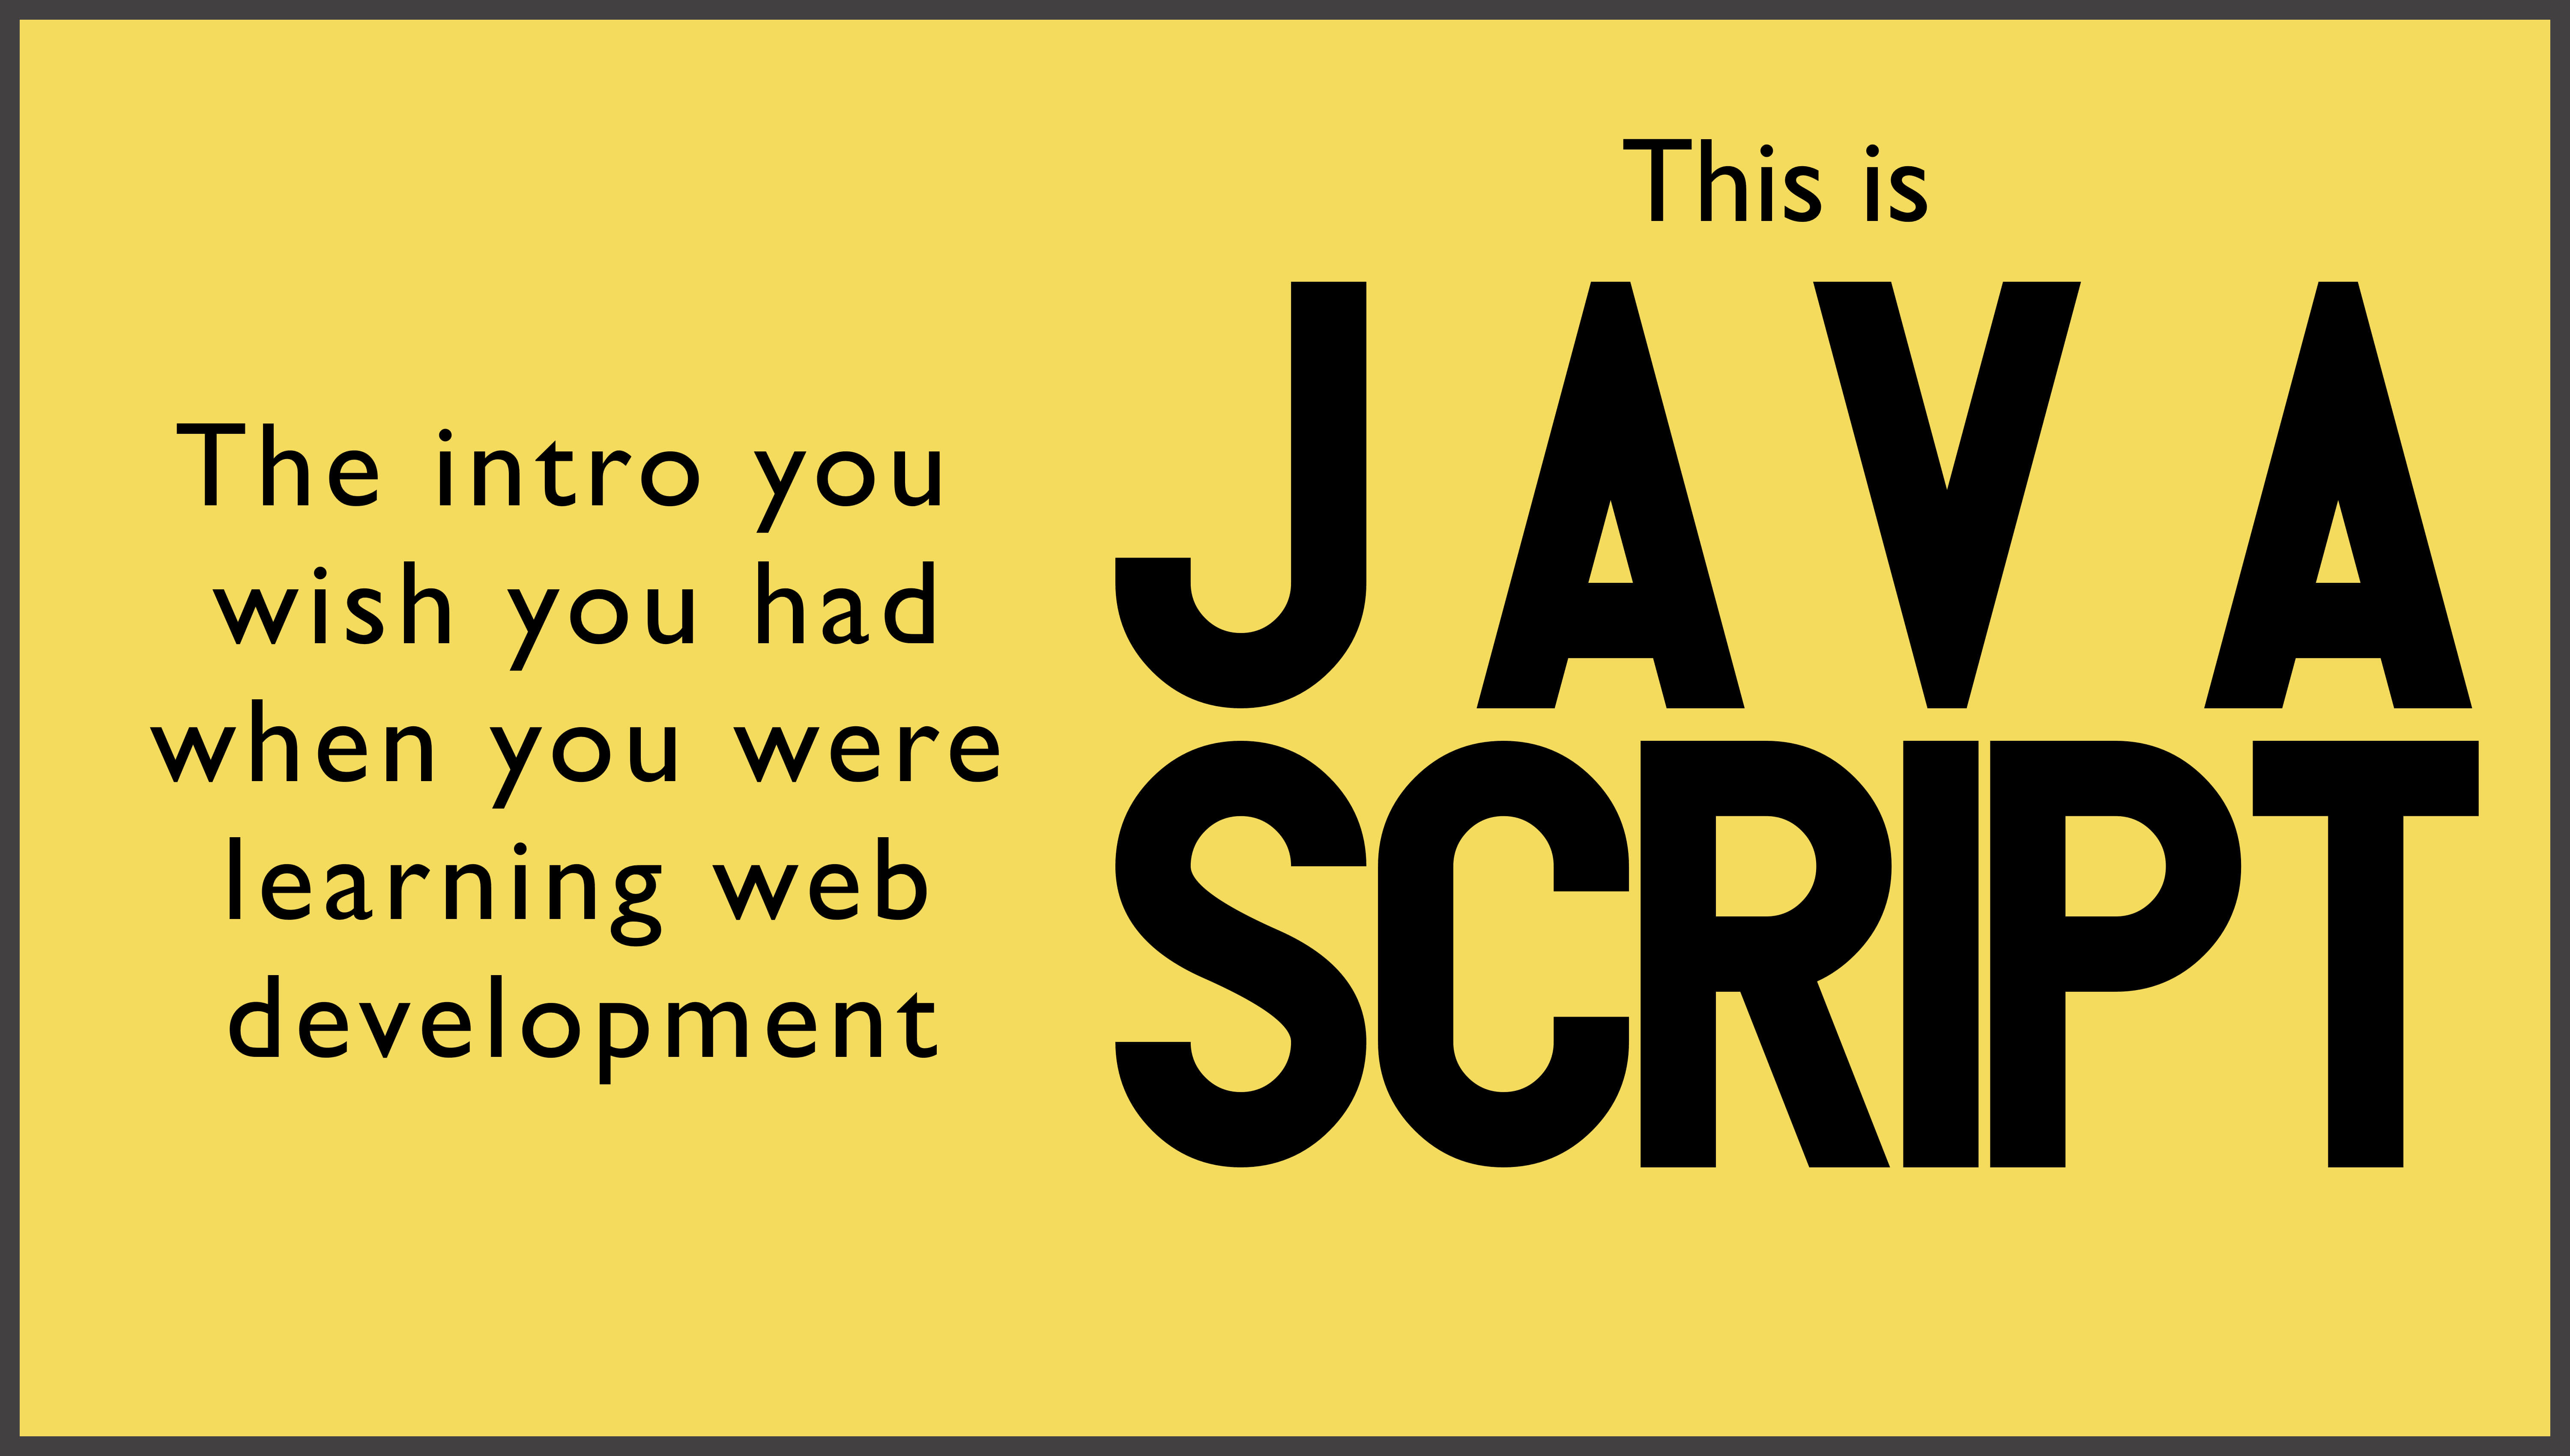 The intro you
wish you had
when you were
learning web
development
This is
JAVA
SCRIPT